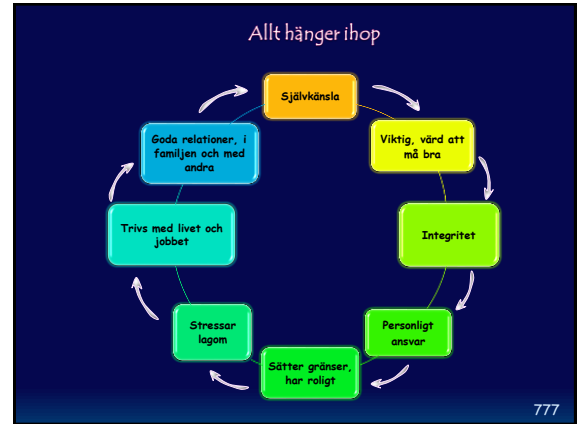 Allt hänger ihop
Självkänsla
Viktig, värd att
må bra
Integritet
Personligt
ansvar
Sätter gränser,
har roligt
Stressar
lagom
Trivs med livet och
jobbet
Goda relationer, i
familjen och med
andra
777